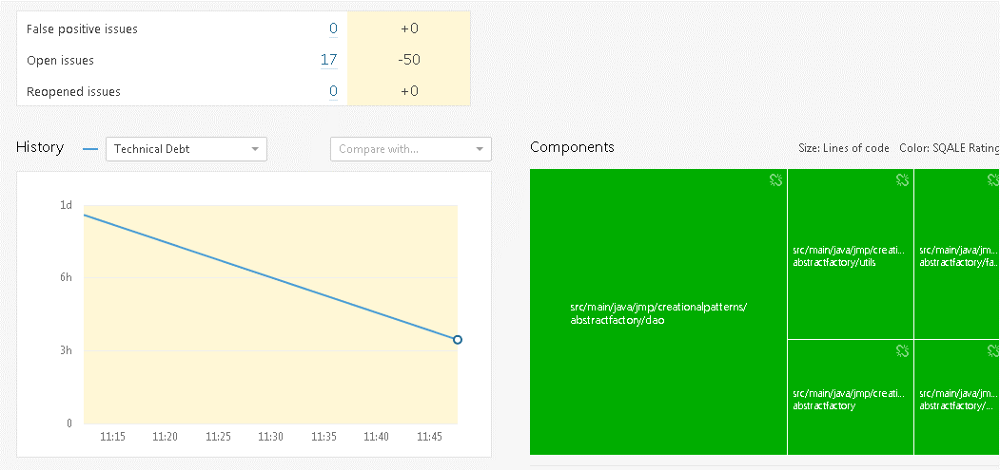 False positive issues 0 +0
Open issues 17 -50
Reopened issues 0 +0
History Technical Debt Compare with...
1d
6h
3h
0
11:15 11:20 11:25 11:30 11:35 11:40 11:45
Components Size: Lines of code Color: SQALE Rating
src/main/java/jmp/creationalpatterns/
abstractfactory/dao
src/main/java/jmp/creati...
abstractfactory/utils
src/main/java/jm...
abstractfactory/fa...
src/main/java/jmp/creati...
abstractfactory
src/main/java/jm...
abstractfactory/...